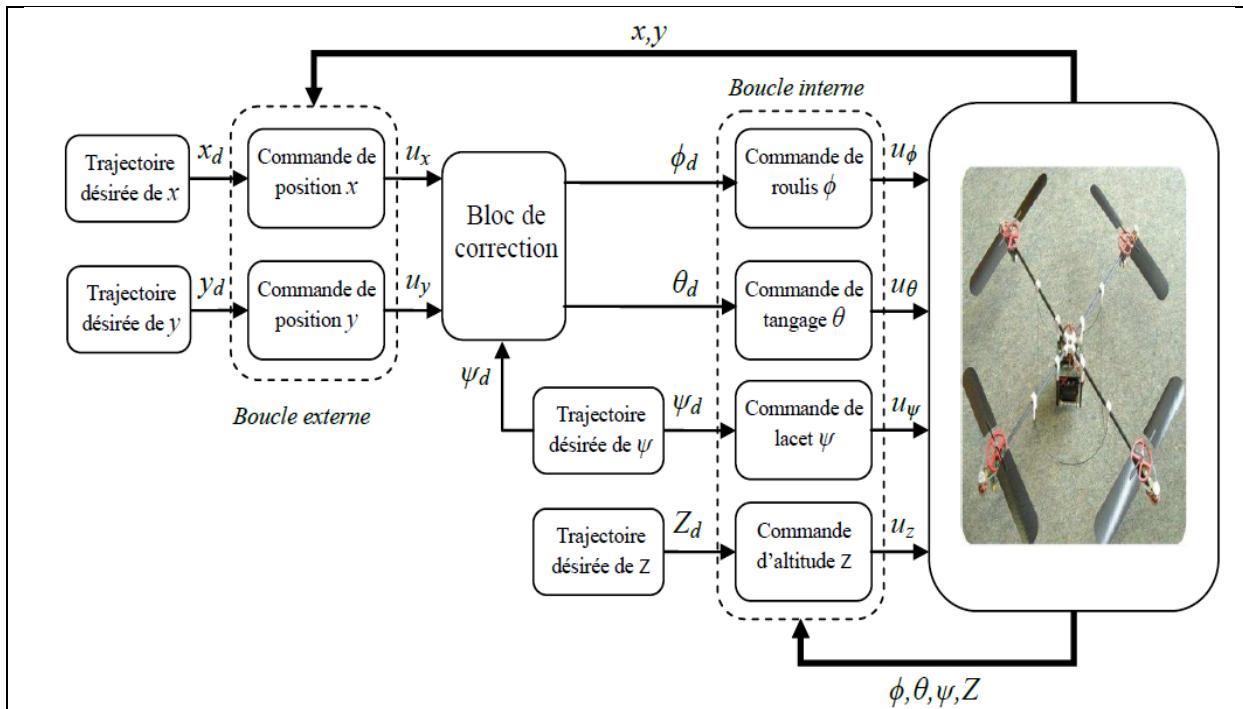 x,y
Boucle interne
Trajectoire
désirée de x
x_d
Commande de
position x
u_x
Bloc de
correction
ϕ_d
Commande de
roulis ϕ
u_ϕ
Trajectoire
désirée de y
y_d
Commande de
position y
u_y
θ_d
Commande de
tangage θ
u_θ
Boucle externe
ψ_d
Trajectoire
désirée de ψ
ψ_d
Commande de
lacet ψ
u_ψ
Trajectoire
désirée de Z
Z_d
Commande
d'altitude Z
u_z
ϕ,θ,ψ,Z